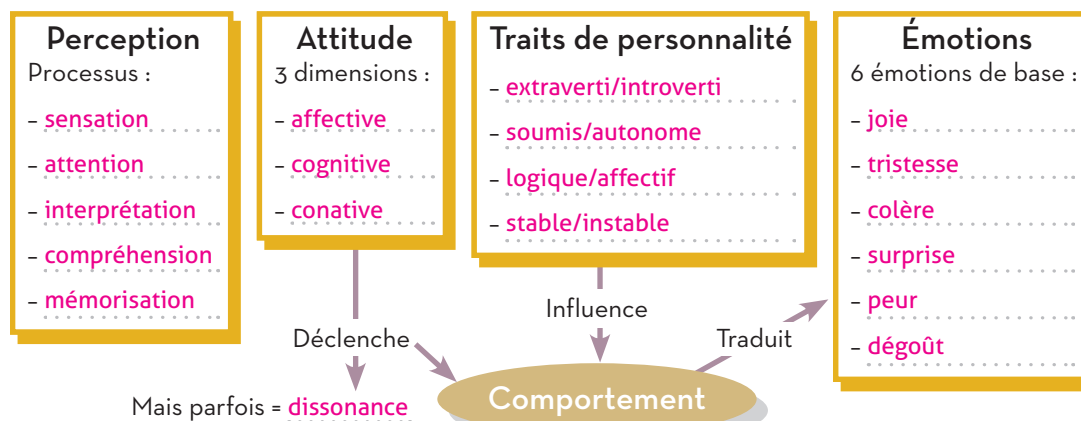 Perception
Processus :
– sensation
– attention
– interprétation
– compréhension
– mémorisation
Attitude
3 dimensions :
– affective
– cognitive
– conative
Traits de personnalité
– extraverti/introverti
– soumis/autonome
– logique/affectif
– stable/instable
Émotions
6 émotions de base :
– joie
– tristesse
– colère
– surprise
– peur
– dégoût
Déclenche
Influence
Traduit
Mais parfois = dissonance
Comportement